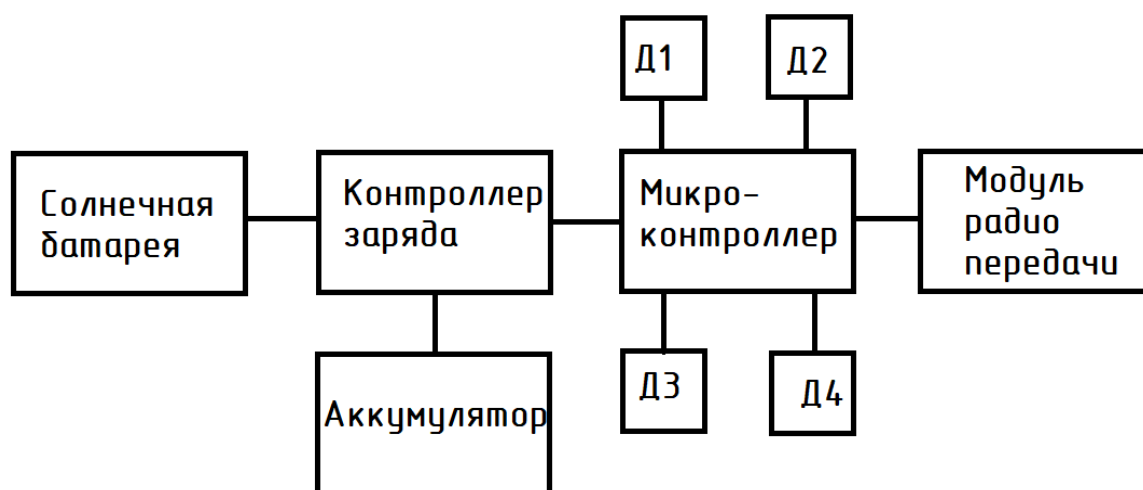 Д1
Д2
Солнечная
батарея
Контроллер
заряда
Микро-
контроллер
Модуль
радио
передачи
Аккумулятор
Д3
Д4